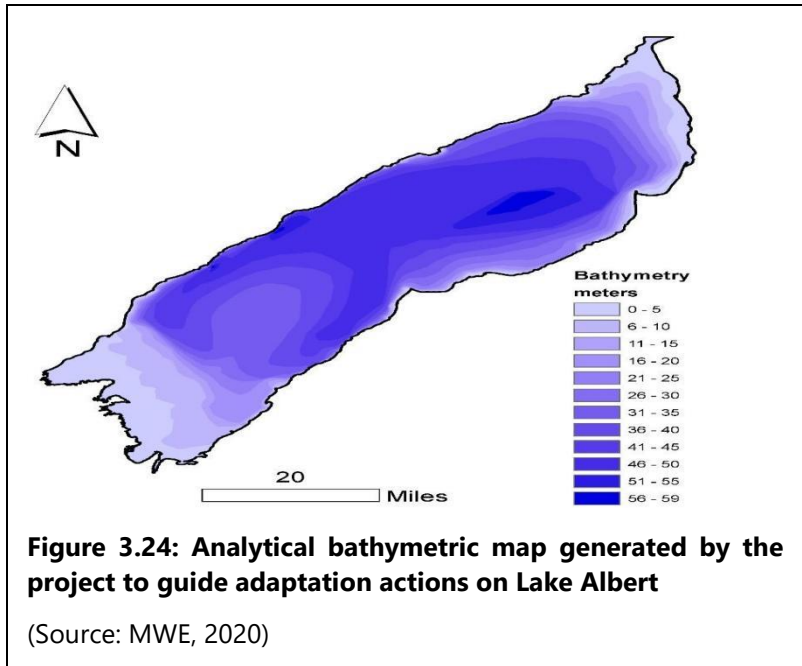 N
Bathymetry
meters
0 - 5
6 - 10
11 - 15
16 - 20
21 - 25
26 - 30
31 - 35
36 - 40
41 - 45
46 - 50
51 - 55
56 - 59
20
Miles
Figure 3.24: Analytical bathymetric map generated by the
project to guide adaptation actions on Lake Albert
(Source: MWE, 2020)